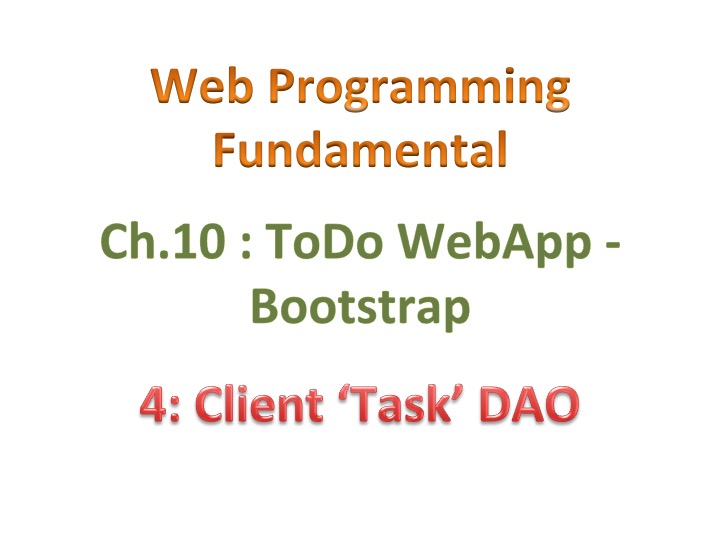 Web Programming
Fundamental
Ch.10 : ToDo WebApp -
Bootstrap
4: Client ‘Task’ DAO